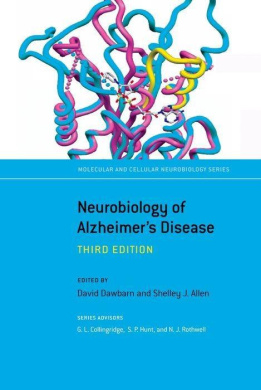 MOLECULAR AND CELLULAR NEUROBIOLOGY SERIES
Neurobiology of
Alzheimer's Disease
THIRD EDITION
EDITED BY
David Dawbarn and Shelley J. Allen
SERIES ADVISORS
G. L. Collingridge, S. P. Hunt, and N. J. Rothwell